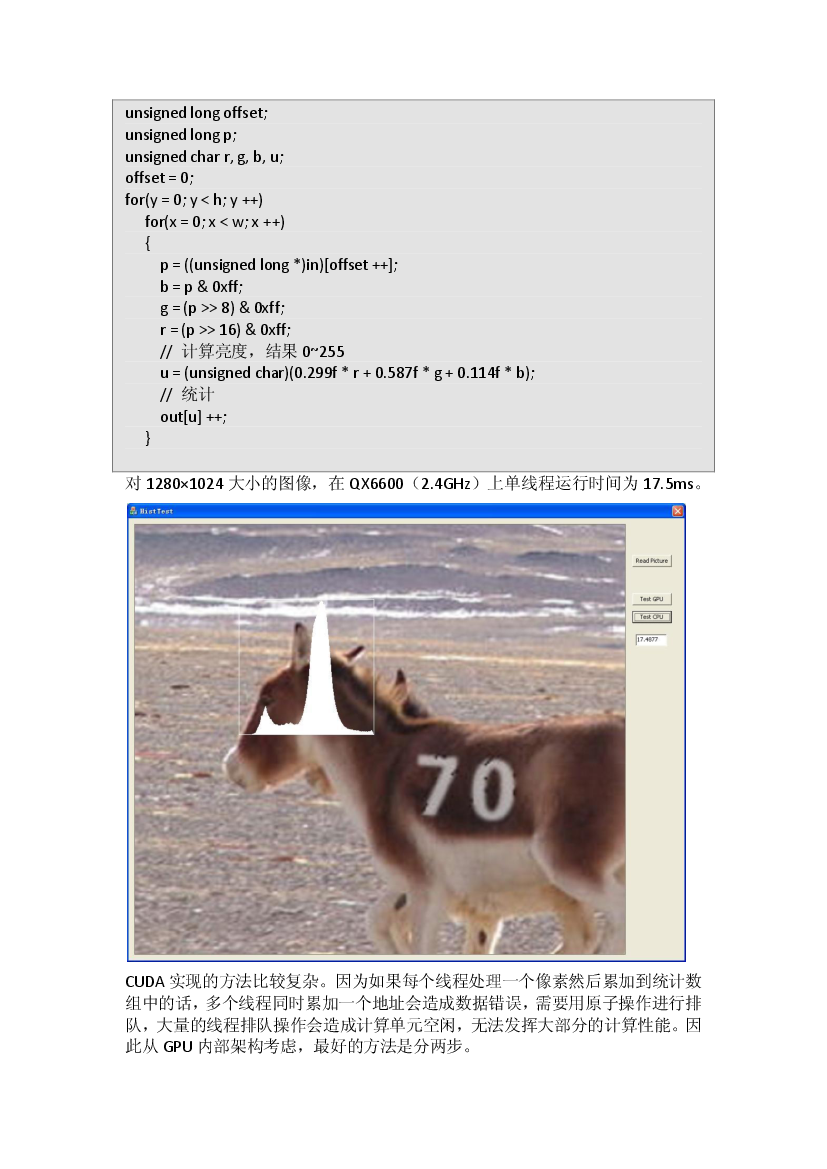 unsigned long offset;
unsigned long p;
unsigned char r, g, b, u;
offset = 0;
for(y = 0; y < h; y ++)
for(x = 0; x < w; x ++)
{
p = ((unsigned long *)in)[offset ++];
b = p & 0xff;
g = (p >> 8) & 0xff;
r = (p >> 16) & 0xff;
// 计算亮度，结果 0~255
u = (unsigned char)(0.299f * r + 0.587f * g + 0.114f * b);
// 统计
out[u] ++;
}
对 1280×1024 大小的图像，在 QX6600（2.4GHz）上单线程运行时间为 17.5ms。
HistTest
Read Picture
Test GPU
Test CPU
17.4877
70
CUDA 实现的方法比较复杂。因为如果每个线程处理一个像素然后累加到统计数
组中的话，多个线程同时累加一个地址会造成数据错误，需要用原子操作进行排
队，大量的线程排队操作会造成计算单元空闲，无法发挥大部分的计算性能。因
此从 GPU 内部架构考虑，最好的方法是分两步。